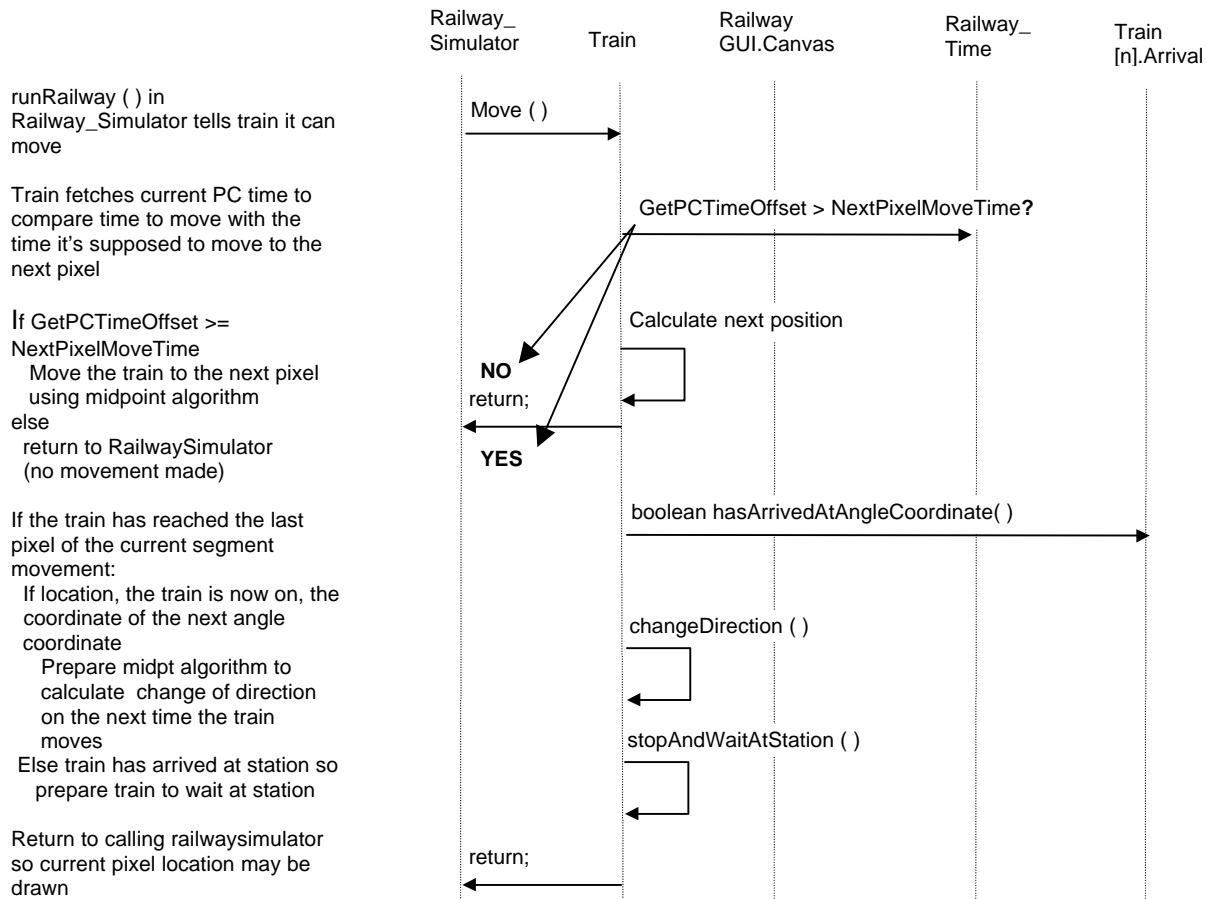 Railway_
Simulator
Train
Railway
GUI.Canvas
Railway_
Time
Train
[n].Arrival
runRailway ( ) in
Railway_Simulator tells train it can
move
Move ( )
Train fetches current PC time to
compare time to move with the
time it's supposed to move to the
next pixel
GetPCTimeOffset > NextPixelMoveTime?
If GetPCTimeOffset >=
NextPixelMoveTime
Move the train to the next pixel
using midpoint algorithm
else
return to RailwaySimulator
(no movement made)
Calculate next position
NO
return;
YES
If the train has reached the last
pixel of the current segment
movement:
If location, the train is now on, the
coordinate of the next angle
coordinate
Prepare midpt algorithm to
calculate change of direction
on the next time the train
moves
Else train has arrived at station so
prepare train to wait at station
boolean hasArrivedAtAngleCoordinate( )
changeDirection ( )
stopAndWaitAtStation ( )
Return to calling railwaysimulator
so current pixel location may be
drawn
return;